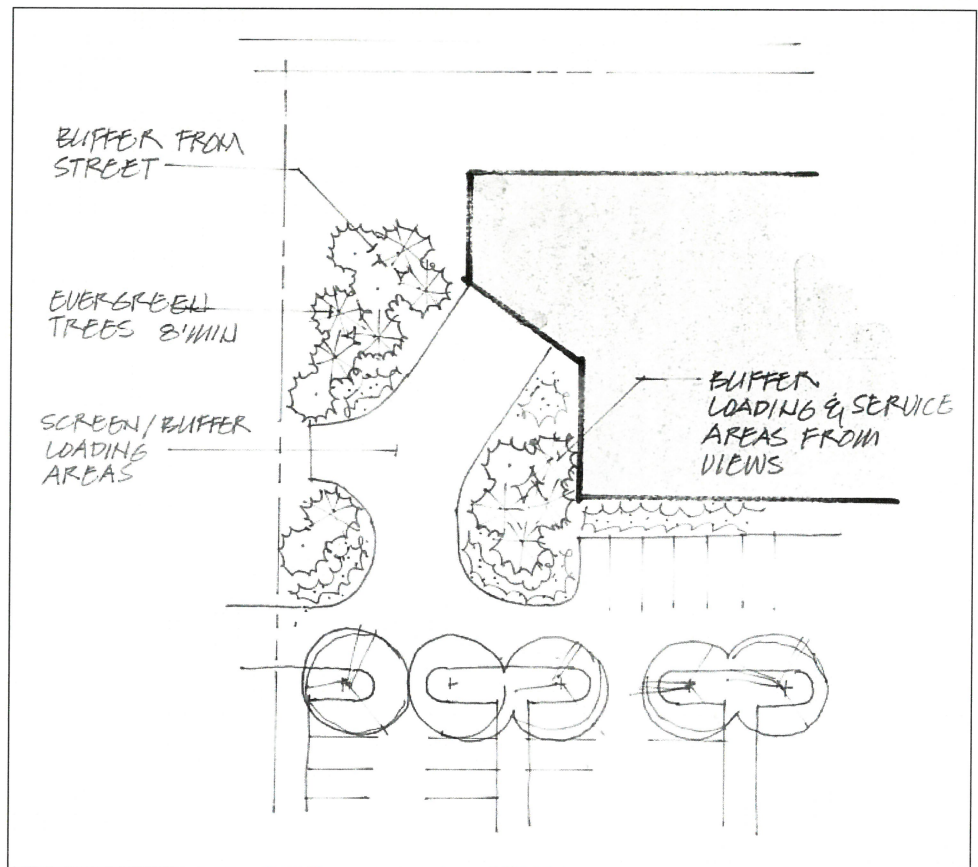 BUFFER FROM
STREET
EVERGREEN
TREES 8'MIN
SCREEN/BUFFER
LOADING
AREAS
BUFFER
LOADING & SERVICE
AREAS FROM
VIEWS